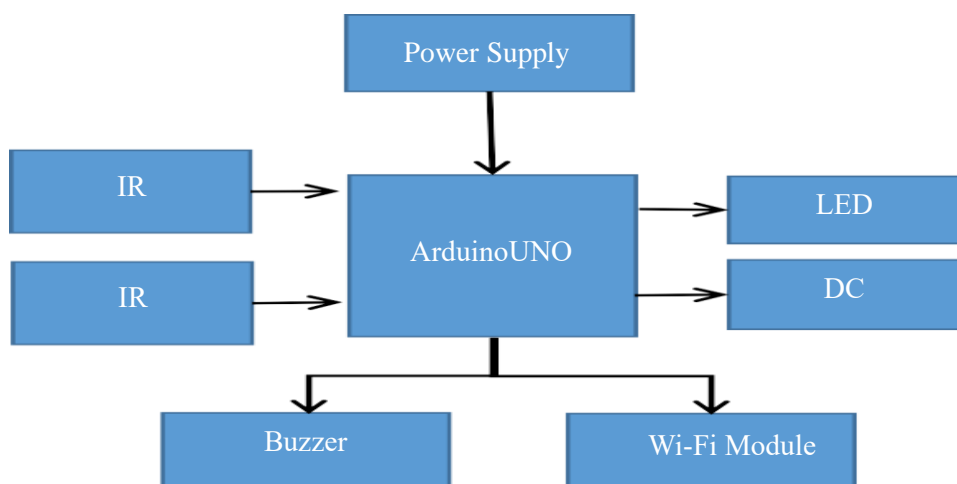 Power Supply
IR
LED
ArduinoUNO
DC
IR
Buzzer
Wi-Fi Module